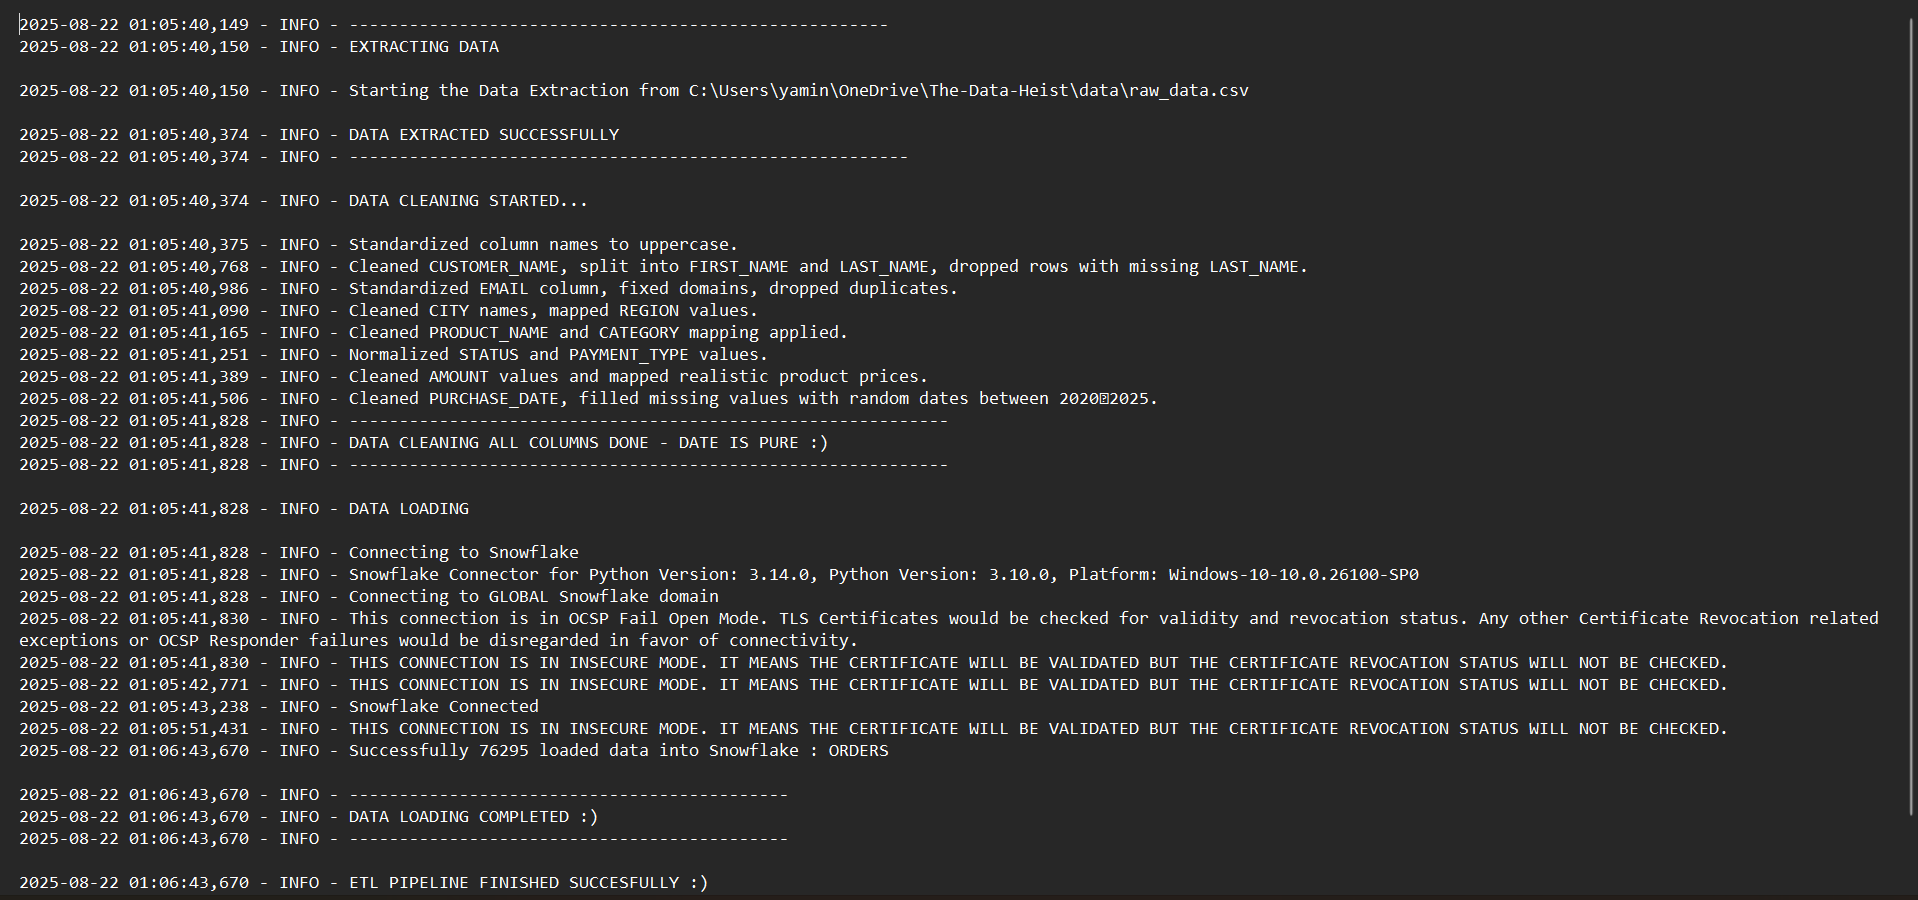 2025-08-22 01:05:40,149 - INFO - ------------------------------------------------------
2025-08-22 01:05:40,150 - INFO - EXTRACTING DATA
2025-08-22 01:05:40,150 - INFO - Starting the Data Extraction from C:\Users\yamin\OneDrive\The-Data-Heist\data\raw_data.csv
2025-08-22 01:05:40,374 - INFO - DATA EXTRACTED SUCCESSFULLY
2025-08-22 01:05:40,374 - INFO - --------------------------------------------------------
2025-08-22 01:05:40,374 - INFO - DATA CLEANING STARTED...
2025-08-22 01:05:40,375 - INFO - Standardized column names to uppercase.
2025-08-22 01:05:40,768 - INFO - Cleaned CUSTOMER_NAME, split into FIRST_NAME and LAST_NAME, dropped rows with missing LAST_NAME.
2025-08-22 01:05:40,986 - INFO - Standardized EMAIL column, fixed domains, dropped duplicates.
2025-08-22 01:05:41,090 - INFO - Cleaned CITY names, mapped REGION values.
2025-08-22 01:05:41,165 - INFO - Cleaned PRODUCT_NAME and CATEGORY mapping applied.
2025-08-22 01:05:41,251 - INFO - Normalized STATUS and PAYMENT_TYPE values.
2025-08-22 01:05:41,389 - INFO - Cleaned AMOUNT values and mapped realistic product prices.
2025-08-22 01:05:41,506 - INFO - Cleaned PURCHASE_DATE, filled missing values with random dates between 2020�2025.
2025-08-22 01:05:41,828 - INFO - ------------------------------------------------------------
2025-08-22 01:05:41,828 - INFO - DATA CLEANING ALL COLUMNS DONE - DATE IS PURE :)
2025-08-22 01:05:41,828 - INFO - ------------------------------------------------------------
2025-08-22 01:05:41,828 - INFO - DATA LOADING
2025-08-22 01:05:41,828 - INFO - Connecting to Snowflake
2025-08-22 01:05:41,828 - INFO - Snowflake Connector for Python Version: 3.14.0, Python Version: 3.10.0, Platform: Windows-10-10.0.26100-SP0
2025-08-22 01:05:41,828 - INFO - Connecting to GLOBAL Snowflake domain
2025-08-22 01:05:41,830 - INFO - This connection is in OCSP Fail Open Mode. TLS Certificates would be checked for validity and revocation status. Any other Certificate Revocation related
exceptions or OCSP Responder failures would be disregarded in favor of connectivity.
2025-08-22 01:05:41,830 - INFO - THIS CONNECTION IS IN INSECURE MODE. IT MEANS THE CERTIFICATE WILL BE VALIDATED BUT THE CERTIFICATE REVOCATION STATUS WILL NOT BE CHECKED.
2025-08-22 01:05:42,771 - INFO - THIS CONNECTION IS IN INSECURE MODE. IT MEANS THE CERTIFICATE WILL BE VALIDATED BUT THE CERTIFICATE REVOCATION STATUS WILL NOT BE CHECKED.
2025-08-22 01:05:43,238 - INFO - Snowflake Connected
2025-08-22 01:05:51,431 - INFO - THIS CONNECTION IS IN INSECURE MODE. IT MEANS THE CERTIFICATE WILL BE VALIDATED BUT THE CERTIFICATE REVOCATION STATUS WILL NOT BE CHECKED.
2025-08-22 01:06:43,670 - INFO - Successfully 76295 loaded data into Snowflake : ORDERS
2025-08-22 01:06:43,670 - INFO - --------------------------------------------
2025-08-22 01:06:43,670 - INFO - DATA LOADING COMPLETED :)
2025-08-22 01:06:43,670 - INFO - --------------------------------------------
2025-08-22 01:06:43,670 - INFO - ETL PIPELINE FINISHED SUCCESFULLY :)